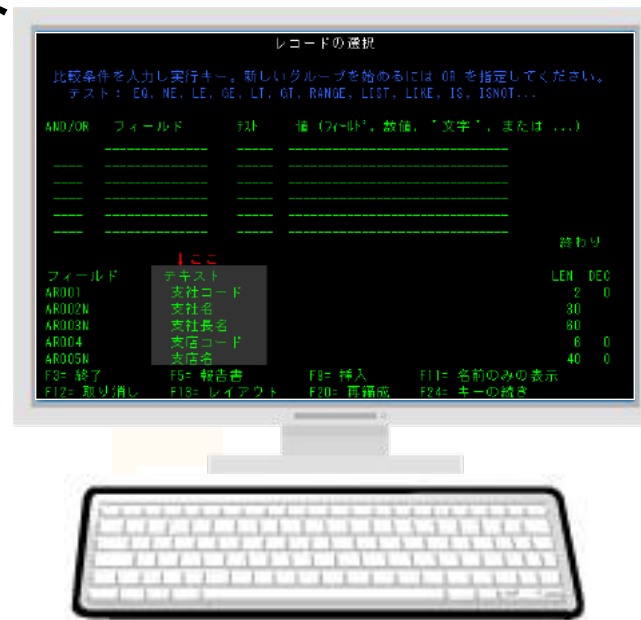 レコードの選択
比較条件を入力し実行キー。新しいグループを始めるには OR を指定してください。
テスト: EQ, NE, LE, GE, LT, GT, RANGE, LIST, LIKE, IS, ISNOT...
AND/OR フィールド テスト 値 (フィールド, 数値, "文字", または ...)
終わり
↓ここ
フィールド テキスト LEN DEC
AR001 支社コード 2 0
AR002N 支社名 30
AR003N 支社長名 60
AR004 支店コード 6 0
AR005N 支店名 40 0
F3= 終了 F5= 報告書 F9= 挿入 F11= 名前のみの表示
F12= 取り消し F13= レイアウト F20= 再編成 F24= キーの続き